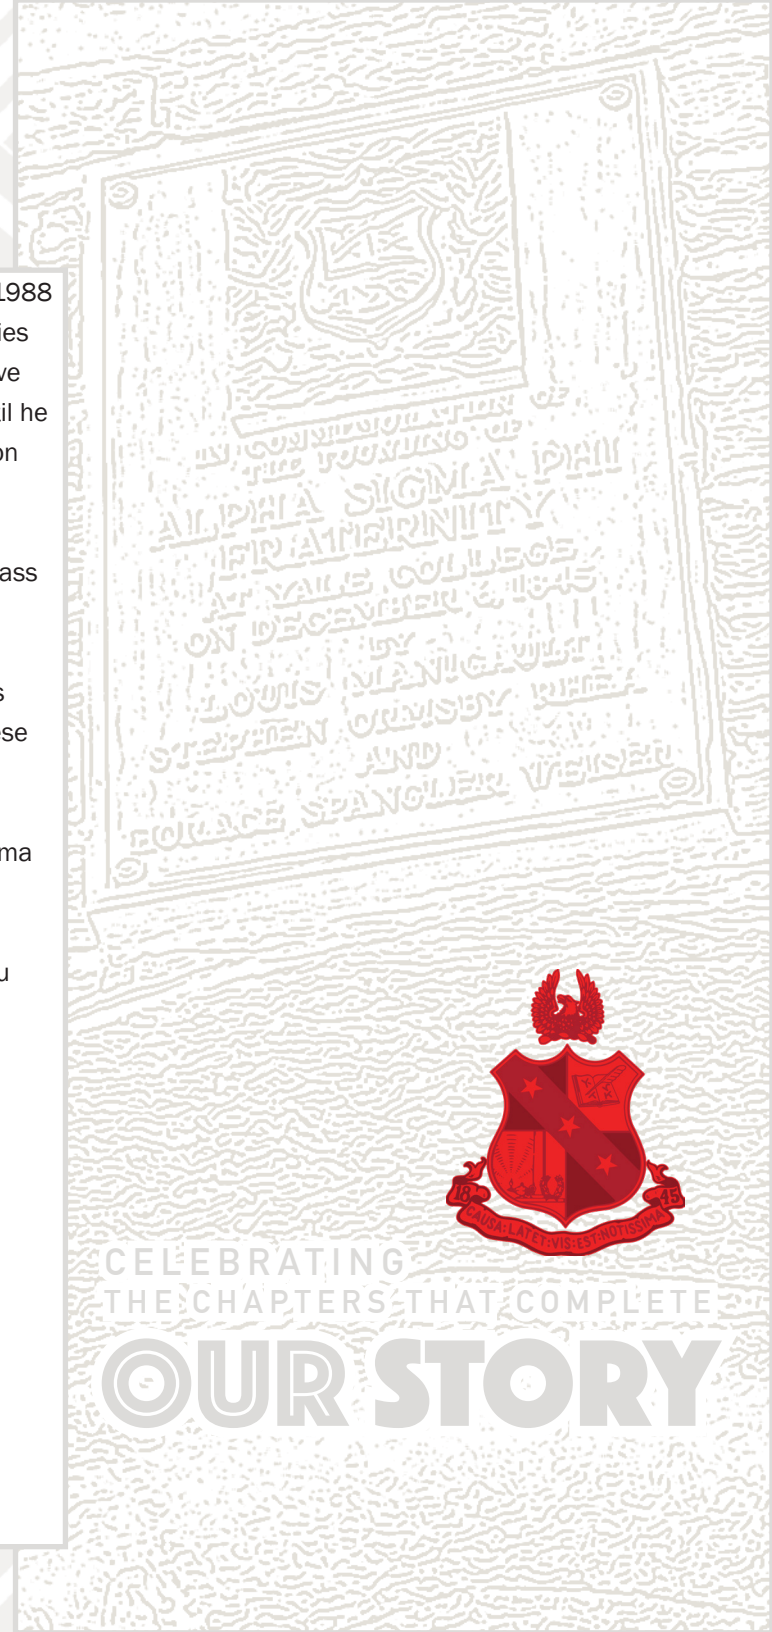 1988
ies
ve
il he
on
ass
s
ese
ma
u
IN COMMEMORATION OF
THE FOUNDING OF
ALPHA SIGMA PHI
FRATERNITY
AT YALE COLLEGE
ON DECEMBER 6, 1845
BY
LOUIS MANIGAULT
STEPHEN ORMSBY RHEA
AND
HORACE SPANGLER WEISER
18 45
CAUSA:LATET:VIS:EST:NOTISSIMA
CELEBRATING
THE CHAPTERS THAT COMPLETE
OUR STORY